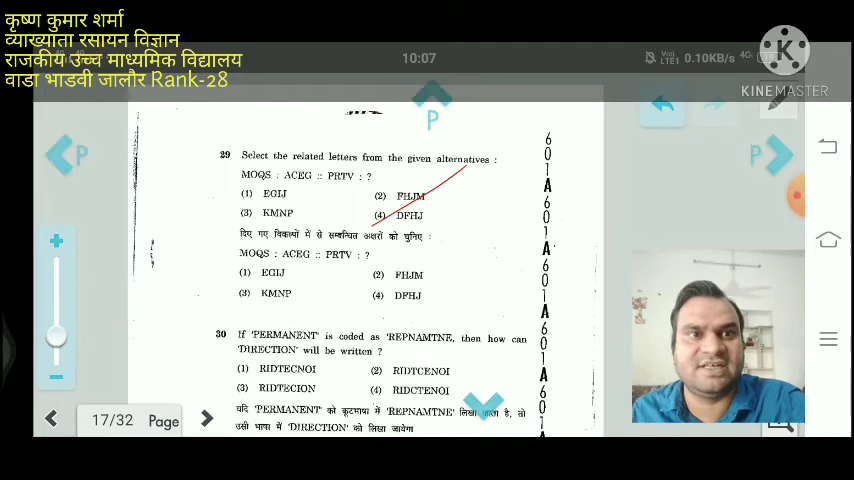 कृष्ण कुमार शर्मा
व्याख्याता रसायन विज्ञान
राजकीय उच्च माध्यमिक विद्यालय
वाडा भाडवी जालौर Rank-28
10:07
Vod LTE1 0.10KB/s 4G
K
KINEMASTER
P
P
P
29 Select the related letters from the given alternatives :
MOQS : ACEG :: PRTV : ?
(1) EGIJ (2) FHJM
(3) KMNP (4) DFHJ
दिए गए विकल्पों में से सम्बन्धित अक्षरों को चुनिए :
MOQS : ACEG :: PRTV : ?
(1) EGIJ (2) FHJM
(3) KMNP (4) DFHJ
30 If 'PERMANENT' is coded as 'REPNAMTNE, then how can
'DIRECTION' will be written ?
(1) RIDTECNOI (2) RIDTCENOI
(3) RIDTECION (4) RIDCTENOI
यदि 'PERMANENT' को कूटभाषा में 'REPNAMTNE' लिखा जाता है, तो
उसी भाषा में 'DIRECTION' को लिखा जावेगा
601A601A601A601A601A
17/32 Page